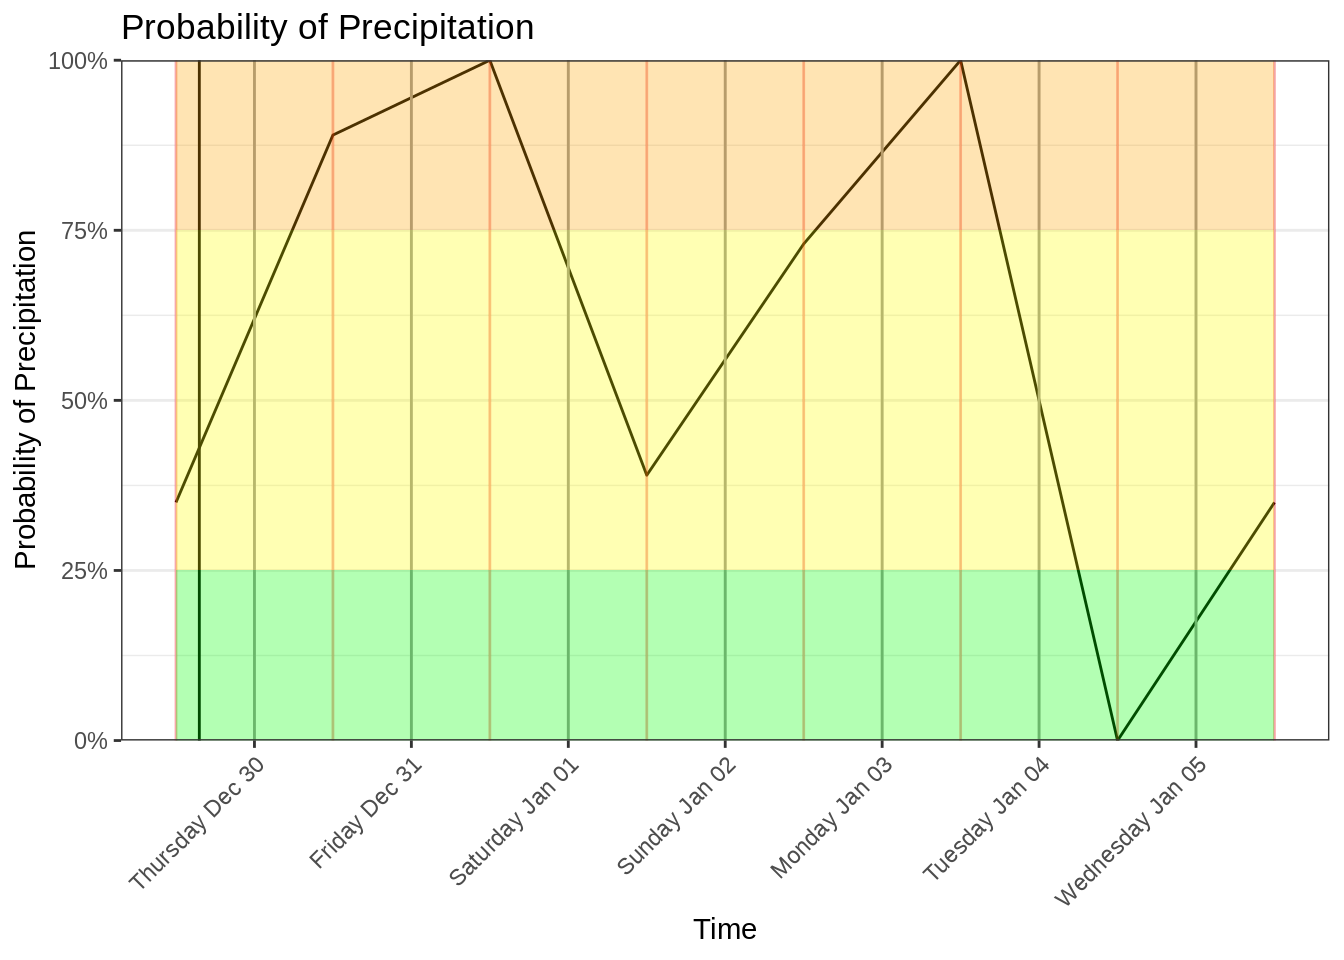 Probability of Precipitation
Probability of Precipitation
100%
75%
50%
25%
0%
Thursday Dec 30
Friday Dec 31
Saturday Jan 01
Sunday Jan 02
Monday Jan 03
Tuesday Jan 04
Wednesday Jan 05
Time